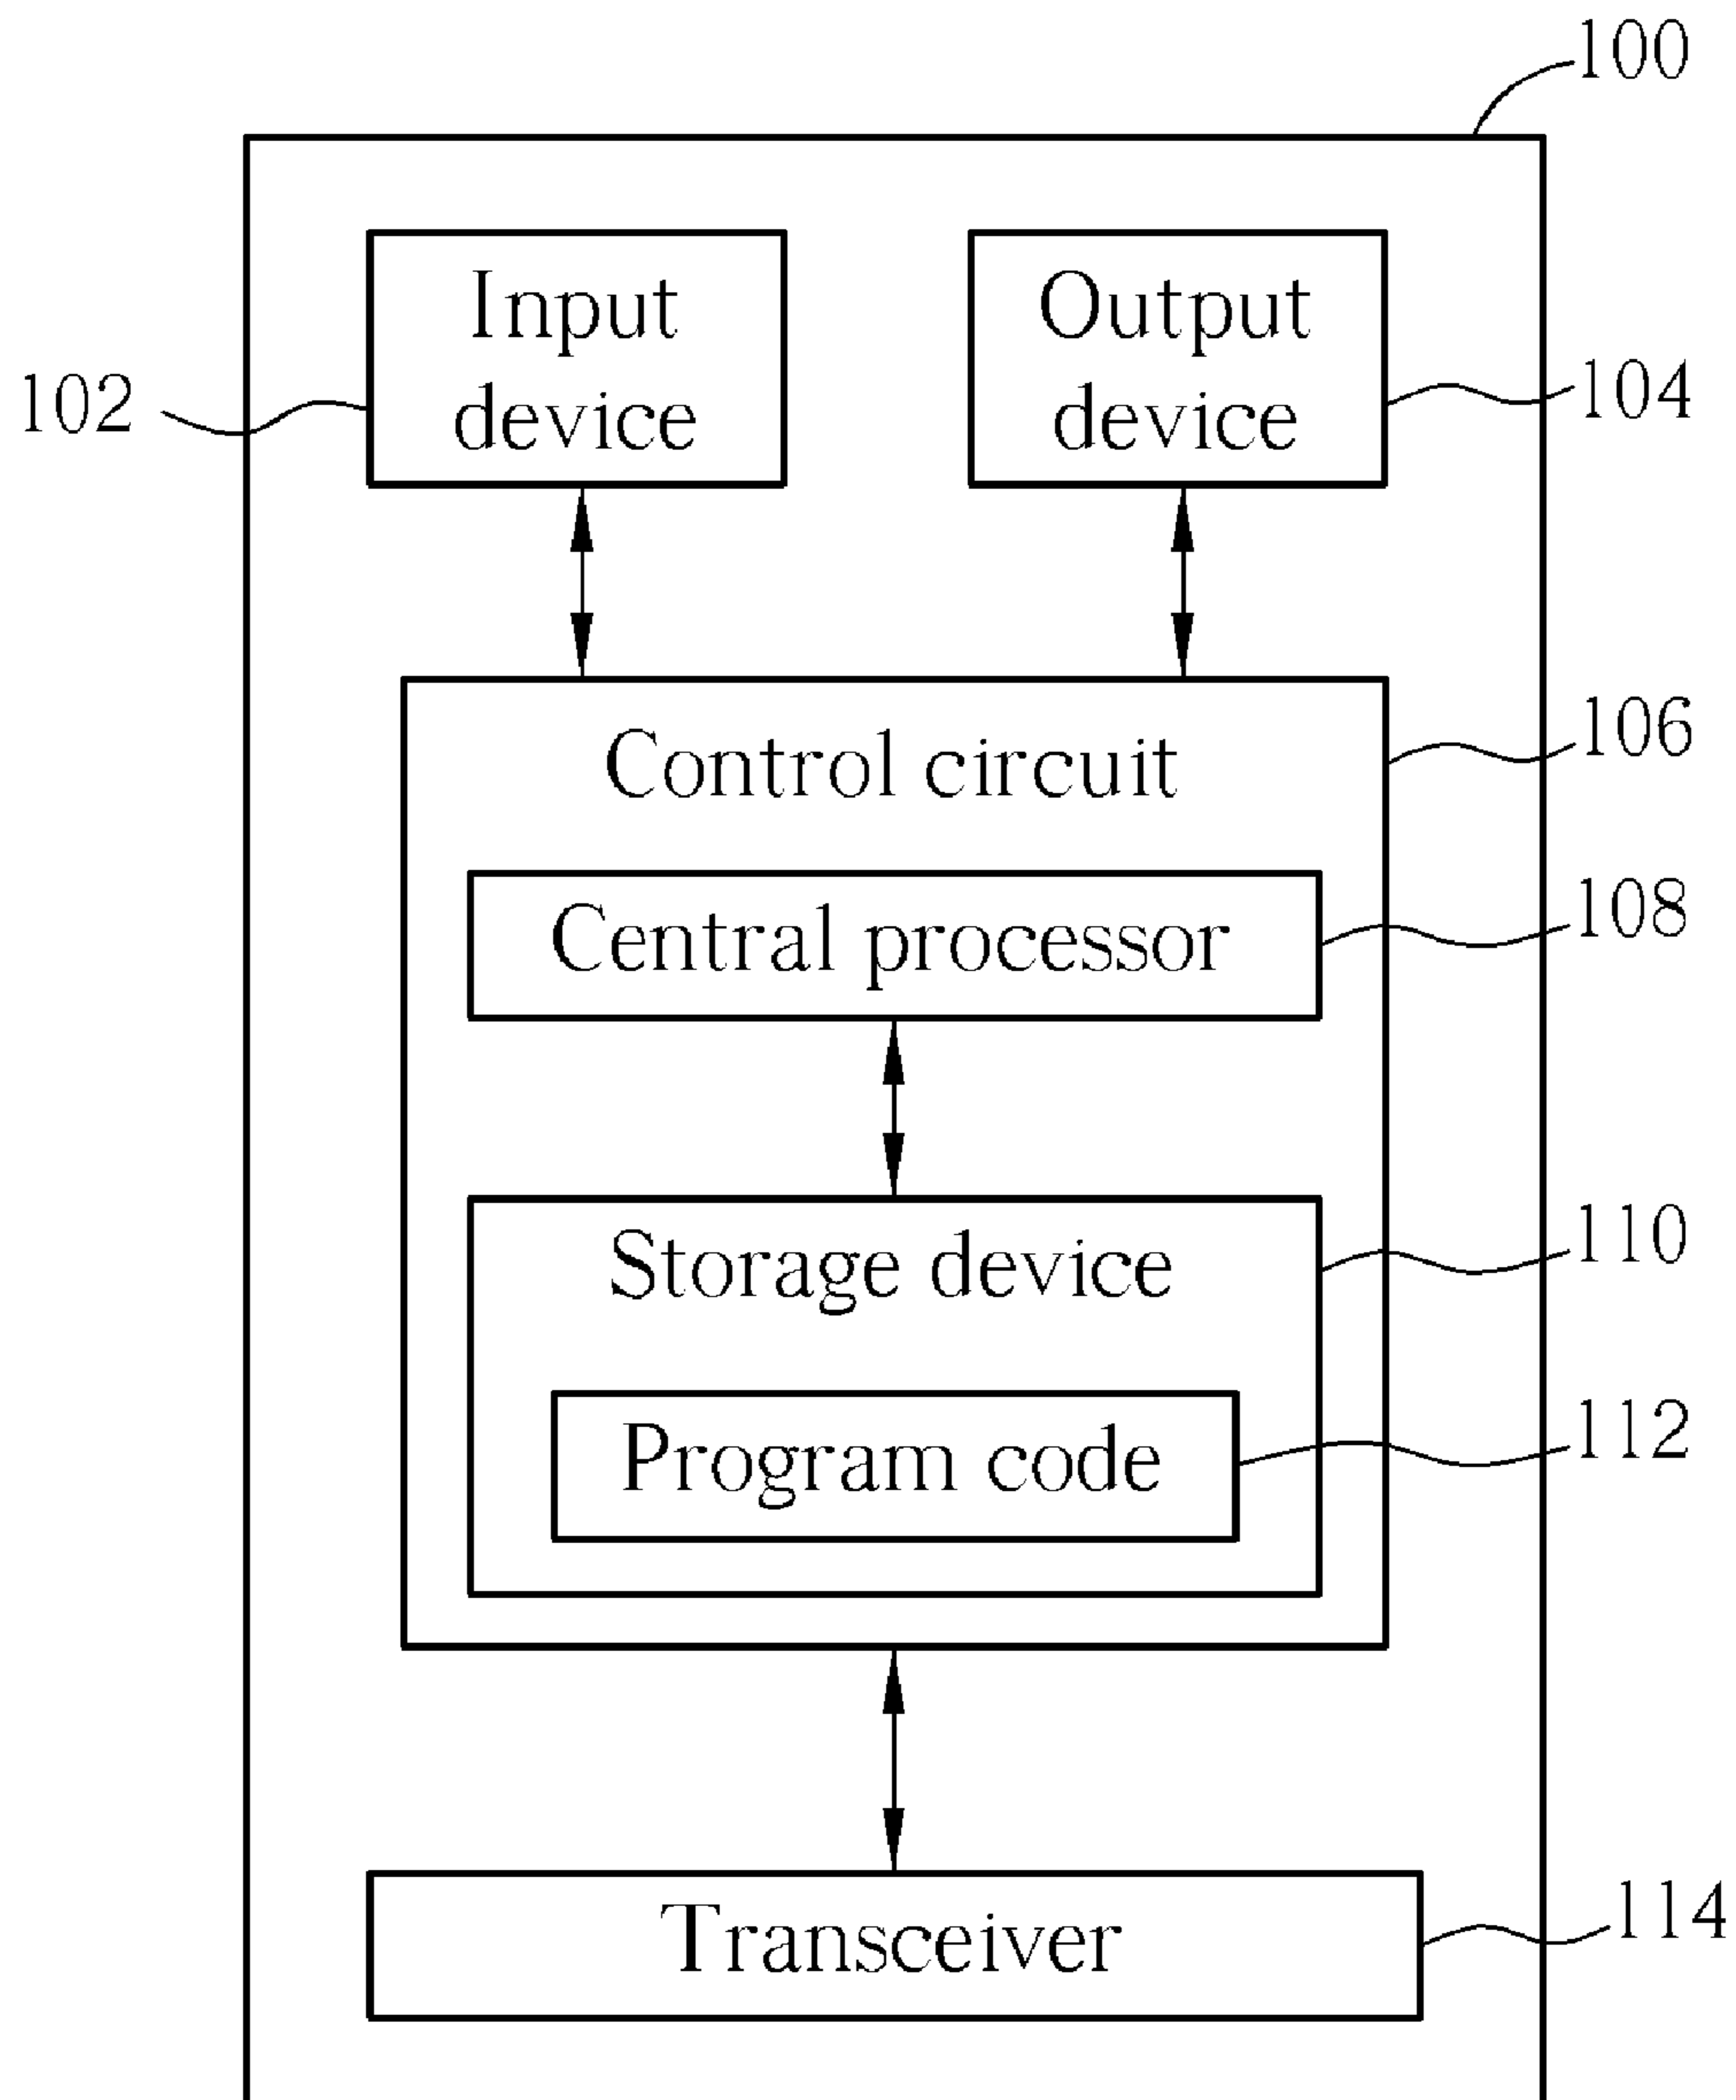 100
Input
device
102
Output
device
104
Control circuit
106
Central processor
108
Storage device
110
Program code
112
Transceiver
114